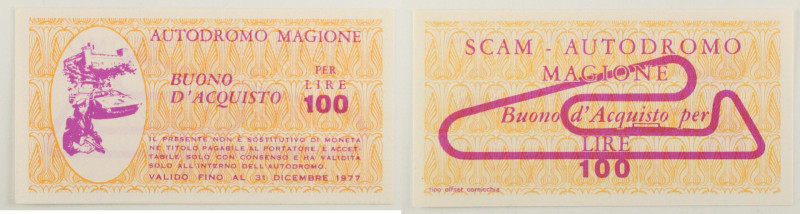 AUTODROMO MAGIONE
BUONO
D'ACQUISTO
PER
LIRE
100
IL PRESENTE NON È SOSTITUTIVO DI MONETA
NE TITOLO PAGABILE AL PORTATORE, E ACCET-
TABILE SOLO CON CONSENSO E HA VALIDITA
SOLO ALL'INTERNO DELL'AUTODROMO.
VALIDO FINO AL 31 DICEMBRE 1977
SCAM - AUTODROMO
MAGIONE
Buono d'Acquisto per
LIRE
100
offset